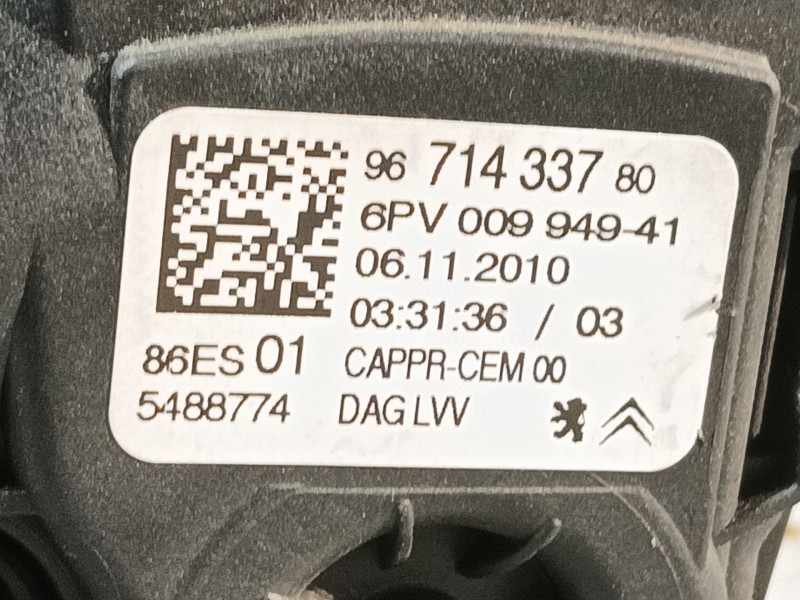 96 714 337 80
6PV 009 949-41
06.11.2010
03:31:36 / 03
86ES 01 CAPPR-CEM 00
5488774 DAG LVV